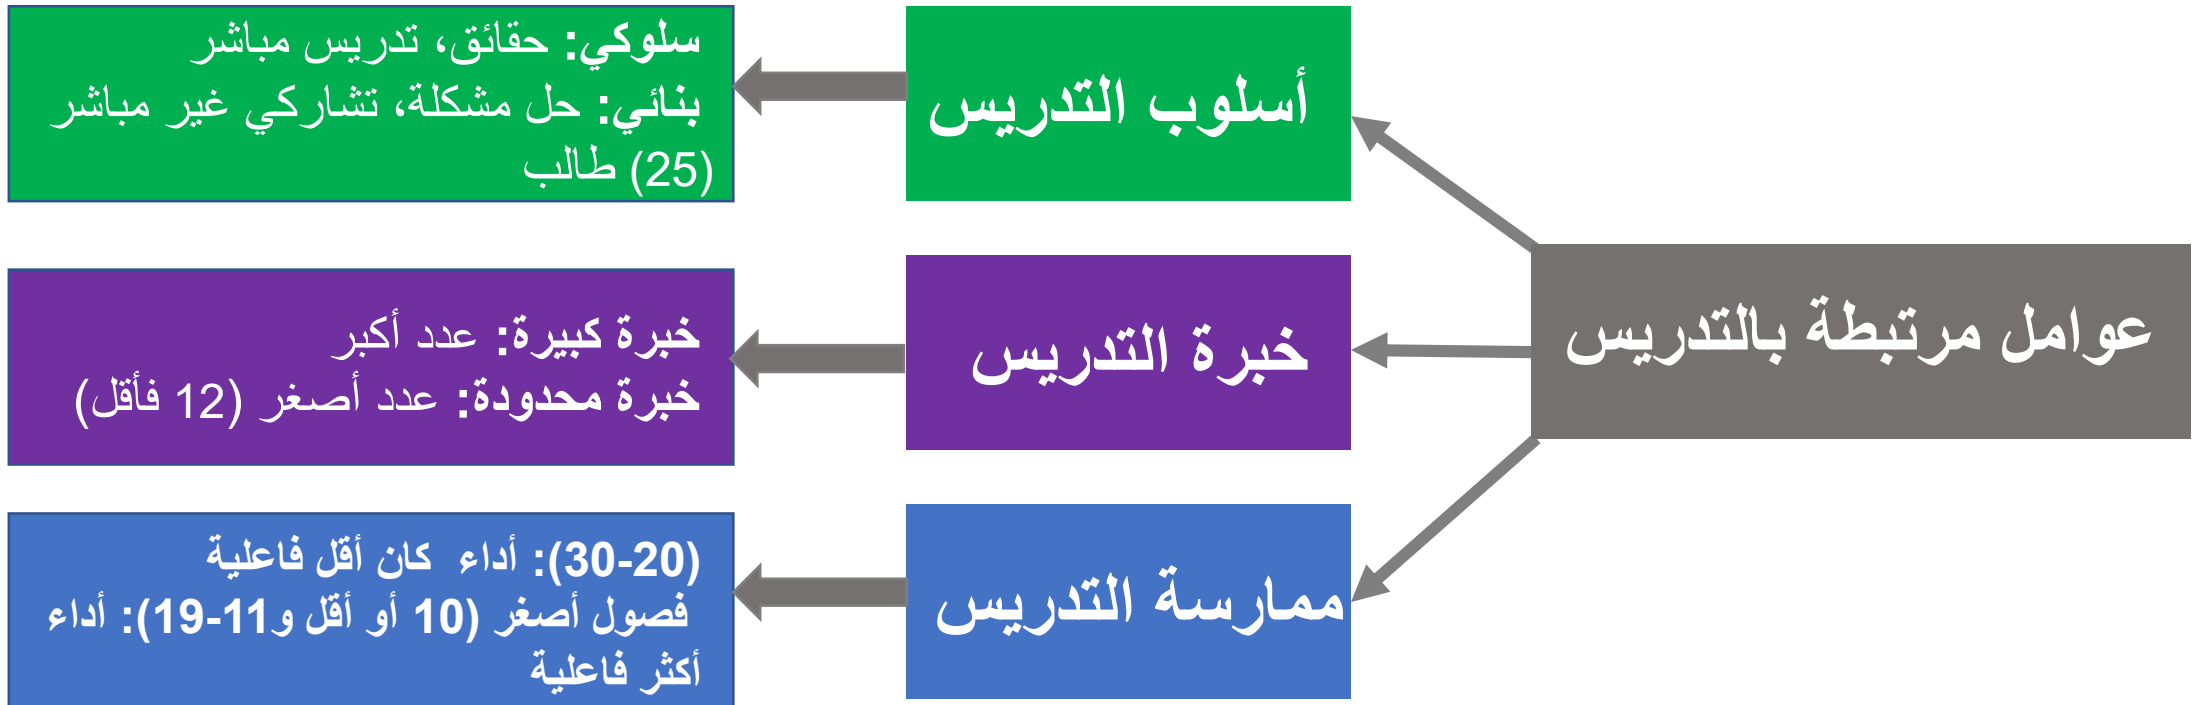 عوامل مرتبطة بالتدريس
أسلوب التدريس
سلوكي: حقائق، تدريس مباشر
بنائي: حل مشكلة، تشاركي غير مباشر
(25) طالب
خبرة التدريس
خبرة كبيرة: عدد أكبر
خبرة محدودة: عدد أصغر (12 فأقل)
ممارسة التدريس
(20-30): أداء كان أقل فاعلية
فصول أصغر (10 أو أقل و11-19): أداء
أكثر فاعلية